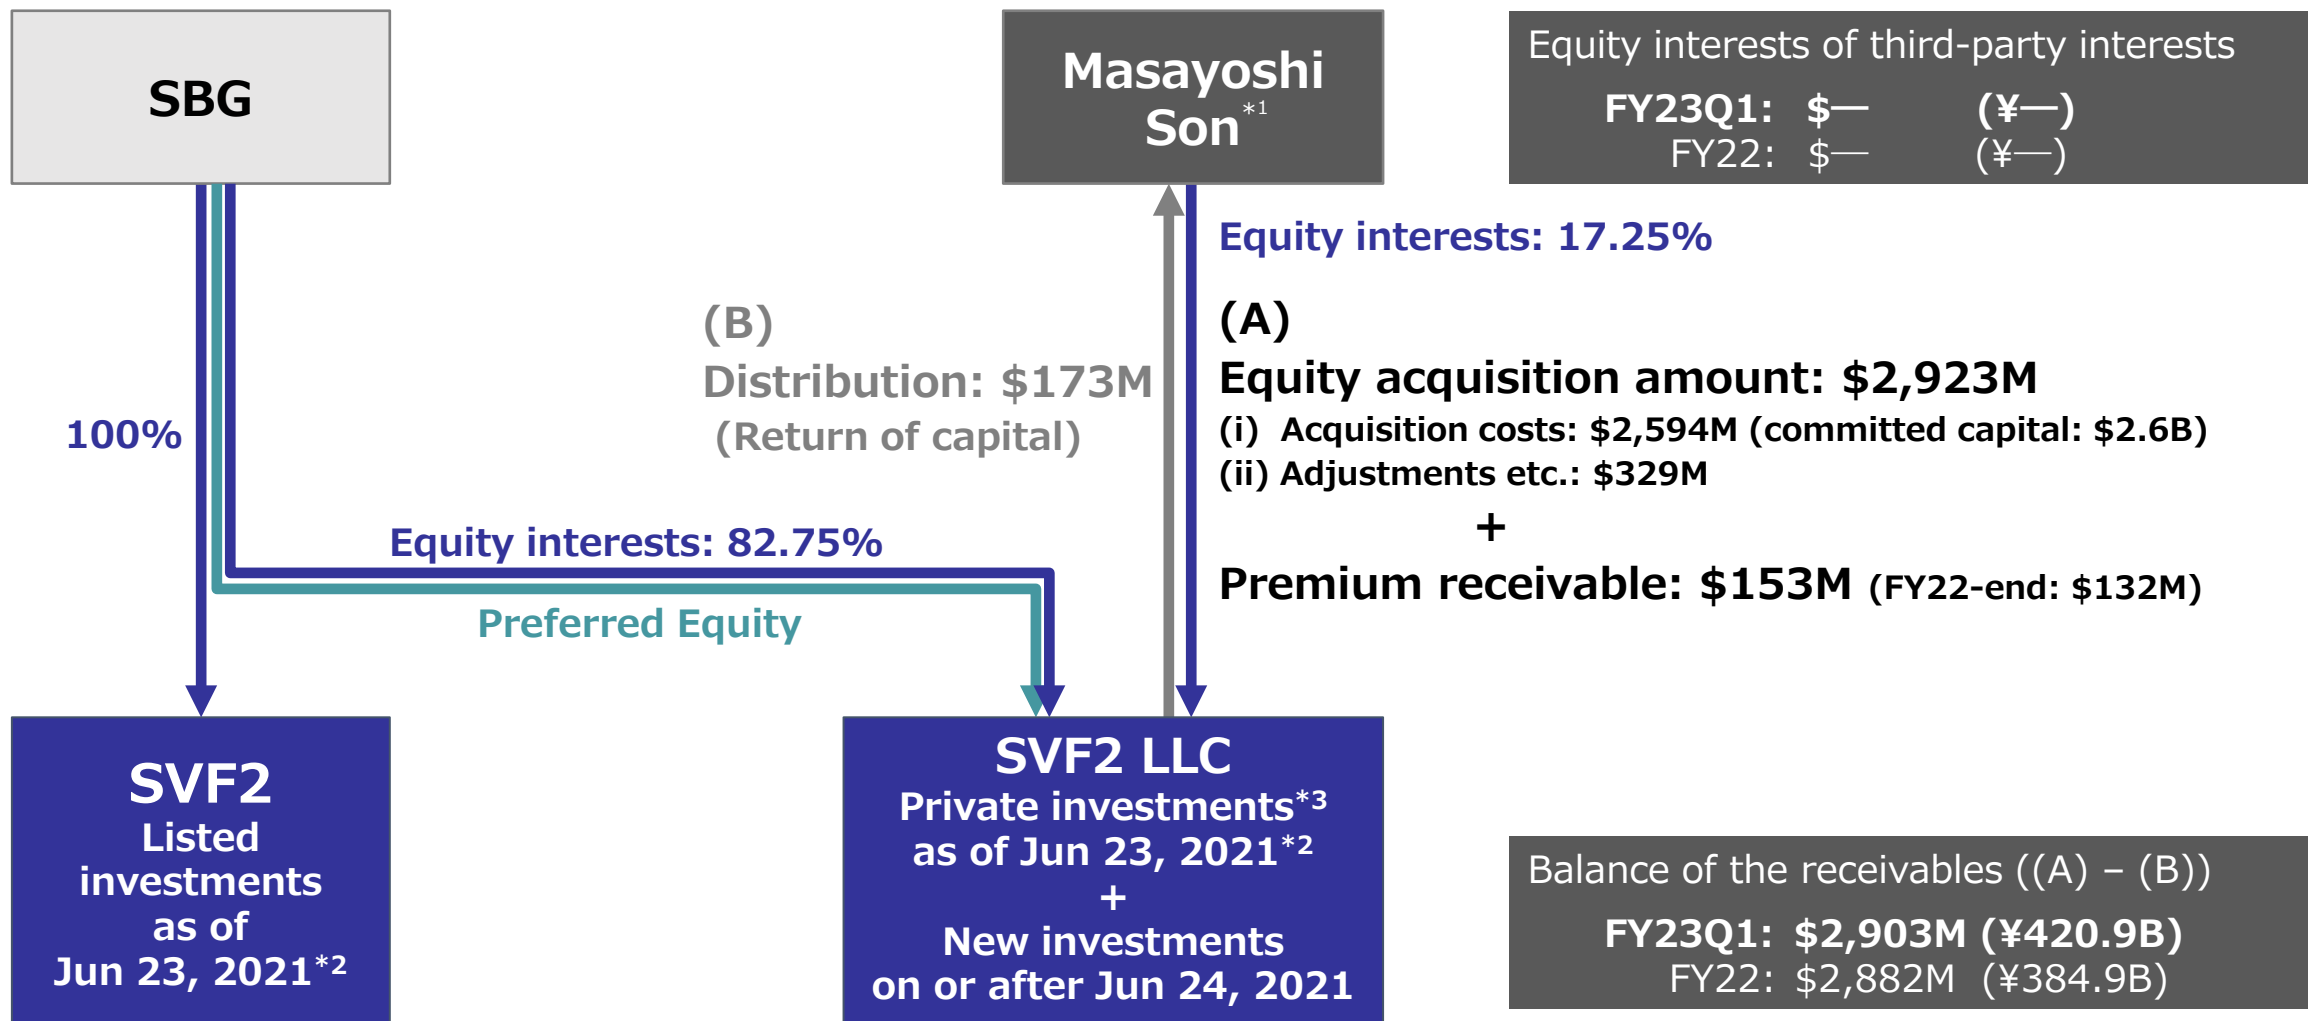 SBG
Masayoshi
Son*1
Equity interests of third-party interests
FY23Q1: $— (¥—)
FY22: $— (¥—)
Equity interests: 17.25%
(B)
Distribution: $173M
(Return of capital)
(A)
Equity acquisition amount: $2,923M
(i) Acquisition costs: $2,594M (committed capital: $2.6B)
(ii) Adjustments etc.: $329M
+
Premium receivable: $153M (FY22-end: $132M)
100%
Equity interests: 82.75%
Preferred Equity
SVF2
Listed
investments
as of
Jun 23, 2021*2
SVF2 LLC
Private investments*3
as of Jun 23, 2021*2
+
New investments
on or after Jun 24, 2021
Balance of the receivables ((A) – (B))
FY23Q1: $2,903M (¥420.9B)
FY22: $2,882M (¥384.9B)